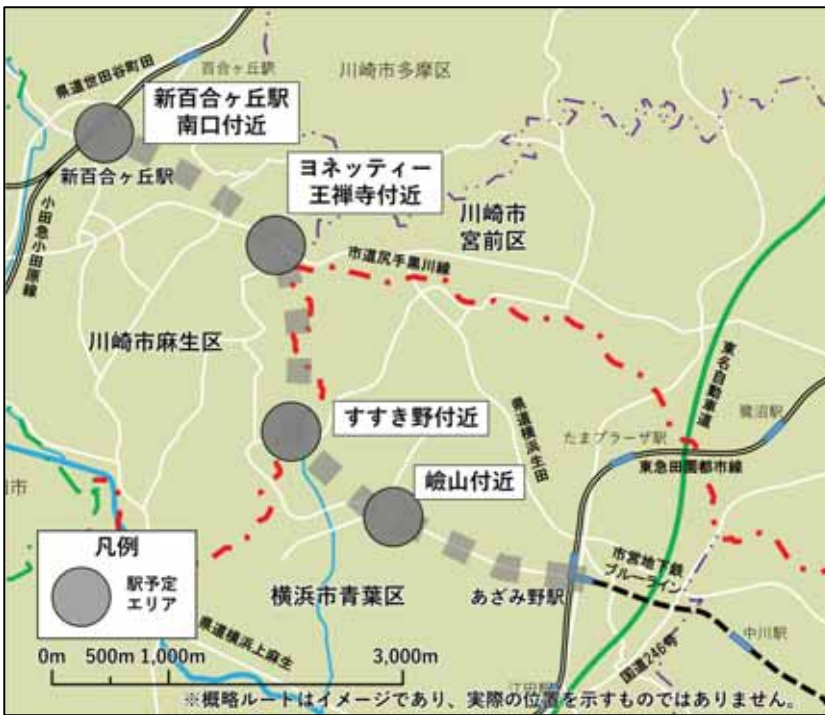 県道世田谷町田
百合ヶ丘駅
川崎市多摩区
新百合ヶ丘駅
南口付近
新百合ヶ丘駅
小田急小田原線
ヨネッティー
王禅寺付近
川崎市
宮前区
市道尻手黒川線
川崎市麻生区
東名自動車道
鷺沼駅
すすき野付近
県道横浜生田
たまプラーザ駅
東急田園都市線
嶮山付近
凡例
駅予定
エリア
横浜市青葉区
あざみ野駅
市営地下鉄
ブルーライン
中川駅
県道横浜上麻生
国道246号
0m 500m 1,000m 3,000m
江田駅
※概略ルートはイメージであり、実際の位置を示すものではありません。